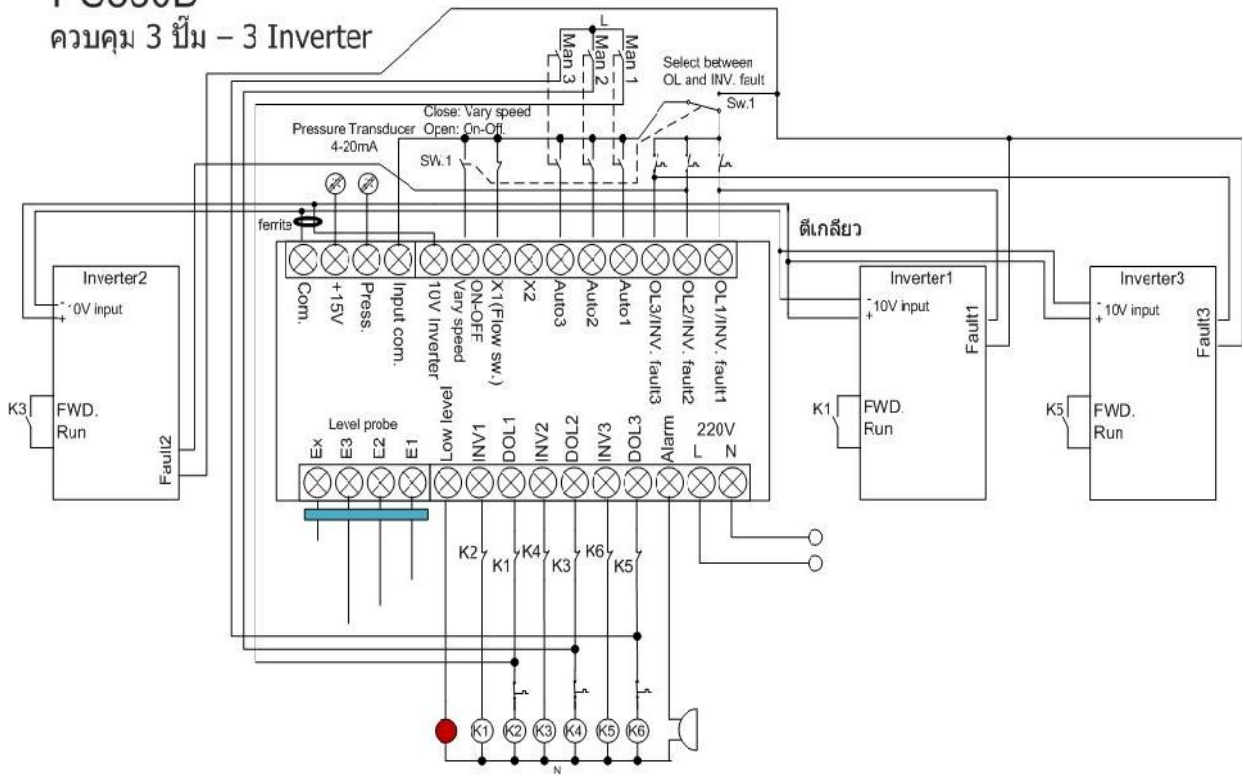 ควบคุม 3 ปั๊ม – 3 Inverter
L
Man 3
Man 2
Man 1
Select between
OL and INV. fault
Sw.1
Close: Vary speed
Open: On-Off.
Pressure Transducer
4-20mA
SW.1
ferrite
ตีเกลียว
Inverter2
- 10V input
+
K3
FWD.
Run
Fault2
Com.
+15V
Press.
Input com.
10V Inverter
Vary speed
ON-OFF
X1(Flow sw.)
X2
Auto3
Auto2
Auto1
OL3/INV. fault3
OL2/INV. fault2
OL1/INV. fault1
Level probe
Ex
E3
E2
E1
Low level
INV1
DOL1
INV2
DOL2
INV3
DOL3
Alarm
220V
L
N
Inverter1
- 10V input
+
K1
FWD.
Run
Fault1
Inverter3
- 10V input
+
K5
FWD.
Run
Fault3
K2
K1
K4
K3
K6
K5
K1
K2
K3
K4
K5
K6
N